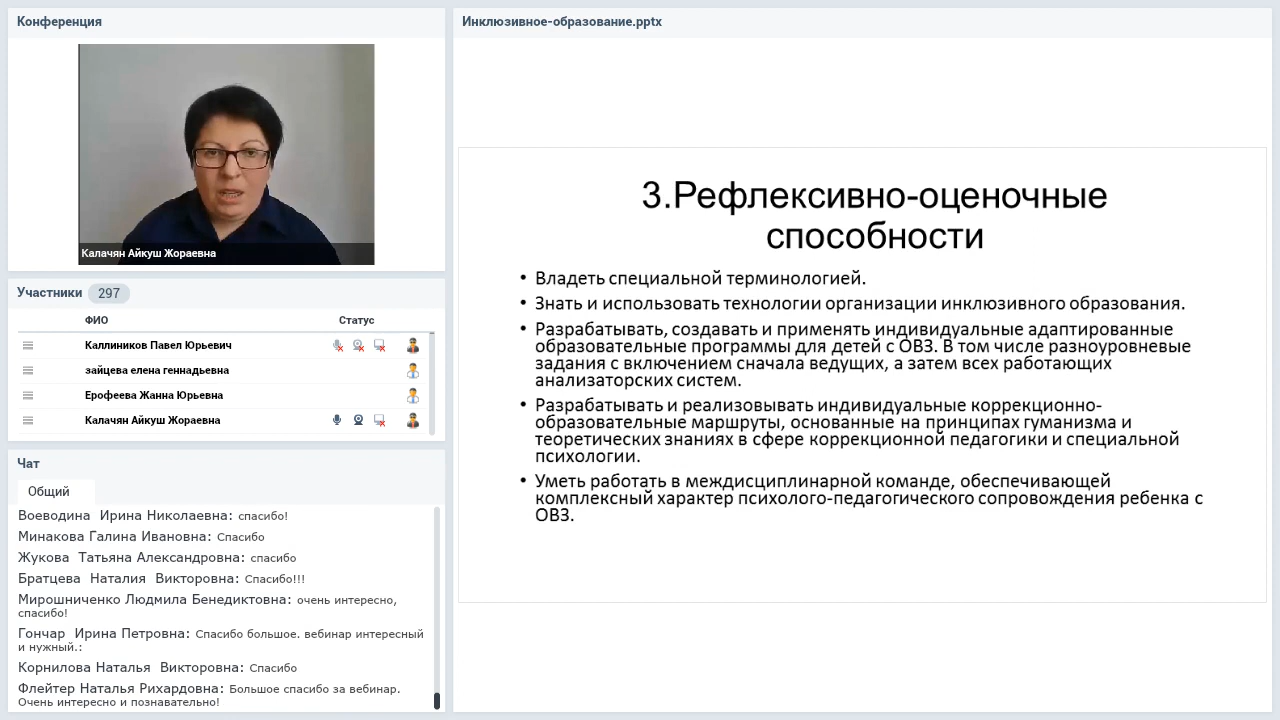 Конференция
Калачян Айкуш Жораевна
Участники 297
ФИО Статус
Каллиников Павел Юрьевич
зайцева елена геннадьевна
Ерофеева Жанна Юрьевна
Калачян Айкуш Жораевна
Чат
Общий
Воеводина Ирина Николаевна: спасибо!
Минакова Галина Ивановна: Спасибо
Жукова Татьяна Александровна: спасибо
Братцева Наталия Викторовна: Спасибо!!!
Мирошниченко Людмила Бенедиктовна: очень интересно,
спасибо!
Гончар Ирина Петровна: Спасибо большое. вебинар интересный
и нужный.:
Корнилова Наталья Викторовна: Спасибо
Флейтер Наталья Рихардовна: Большое спасибо за вебинар.
Очень интересно и познавательно!
Инклюзивное-образование.pptx
3.Рефлексивно-оценочные
способности
• Владеть специальной терминологией.
• Знать и использовать технологии организации инклюзивного образования.
• Разрабатывать, создавать и применять индивидуальные адаптированные
образовательные программы для детей с ОВЗ. В том числе разноуровневые
задания с включением сначала ведущих, а затем всех работающих
анализаторских систем.
• Разрабатывать и реализовывать индивидуальные коррекционно-
образовательные маршруты, основанные на принципах гуманизма и
теоретических знаниях в сфере коррекционной педагогики и специальной
психологии.
• Уметь работать в междисциплинарной команде, обеспечивающей
комплексный характер психолого-педагогического сопровождения ребенка с
ОВЗ.